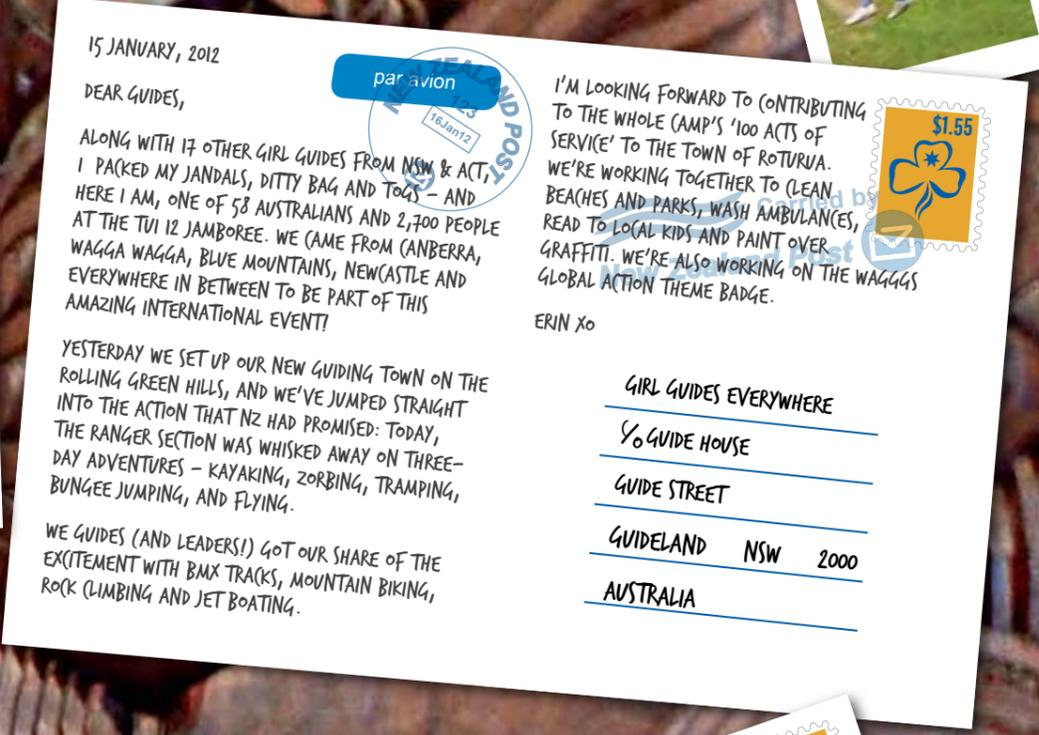 15 JANUARY, 2012
par avion
NEW ZEALAND POST
123
16Jan12
DEAR GUIDES,
ALONG WITH 17 OTHER GIRL GUIDES FROM NSW & ACT,
I PACKED MY JANDALS, DITTY BAG AND TOGS – AND
HERE I AM, ONE OF 58 AUSTRALIANS AND 2,700 PEOPLE
AT THE TUI 12 JAMBOREE. WE CAME FROM CANBERRA,
WAGGA WAGGA, BLUE MOUNTAINS, NEWCASTLE AND
EVERYWHERE IN BETWEEN TO BE PART OF THIS
AMAZING INTERNATIONAL EVENT!
YESTERDAY WE SET UP OUR NEW GUIDING TOWN ON THE
ROLLING GREEN HILLS, AND WE'VE JUMPED STRAIGHT
INTO THE ACTION THAT NZ HAD PROMISED: TODAY,
THE RANGER SECTION WAS WHISKED AWAY ON THREE-
DAY ADVENTURES – KAYAKING, ZORBING, TRAMPING,
BUNGEE JUMPING, AND FLYING.
WE GUIDES (AND LEADERS!) GOT OUR SHARE OF THE
EXCITEMENT WITH BMX TRACKS, MOUNTAIN BIKING,
ROCK CLIMBING AND JET BOATING.
I'M LOOKING FORWARD TO CONTRIBUTING
TO THE WHOLE CAMP'S '100 ACTS OF
SERVICE' TO THE TOWN OF ROTURUA.
WE'RE WORKING TOGETHER TO CLEAN
BEACHES AND PARKS, WASH AMBULANCES,
READ TO LOCAL KIDS AND PAINT OVER
GRAFFITI. WE'RE ALSO WORKING ON THE WAGGGS
GLOBAL ACTION THEME BADGE.
ERIN XO
$1.55
Carried by
New Zealand Post
GIRL GUIDES EVERYWHERE
C/O GUIDE HOUSE
GUIDE STREET
GUIDELAND NSW 2000
AUSTRALIA